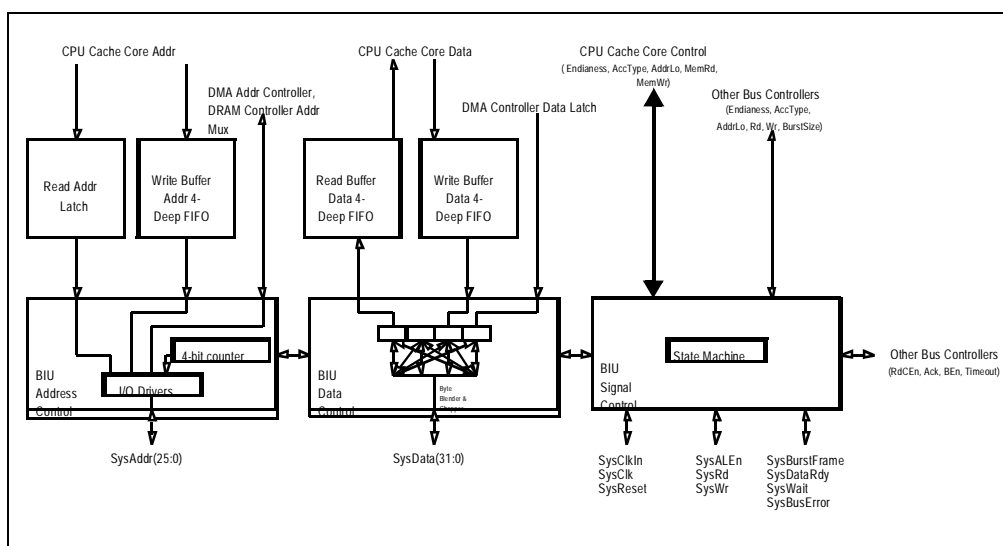 CPU Cache Core Addr
CPU Cache Core Data
CPU Cache Core Control
( Endianess, AccType, AddrLo, MemRd,
MemWr)
DMA Addr Controller,
DRAM Controller Addr
Mux
DMA Controller Data Latch
Other Bus Controllers
(Endianess, AccType,
AddrLo, Rd, Wr, BurstSize)
Read Addr
Latch
Write Buffer
Addr 4-
Deep FIFO
Read Buffer
Data 4-
Deep FIFO
Write Buffer
Data 4-
Deep FIFO
4-bit counter
I/O Drivers
BIU
Address
Control
BIU
Data
Control
Byte
Blender &
Chopper
State Machine
BIU
Signal
Control
Other Bus Controllers
(RdCEn, Ack, BEn, Timeout)
SysAddr(25:0)
SysData(31:0)
SysClkIn
SysClk
SysReset
SysALEn
SysRd
SysWr
SysBurstFrame
SysDataRdy
SysWait
SysBusError